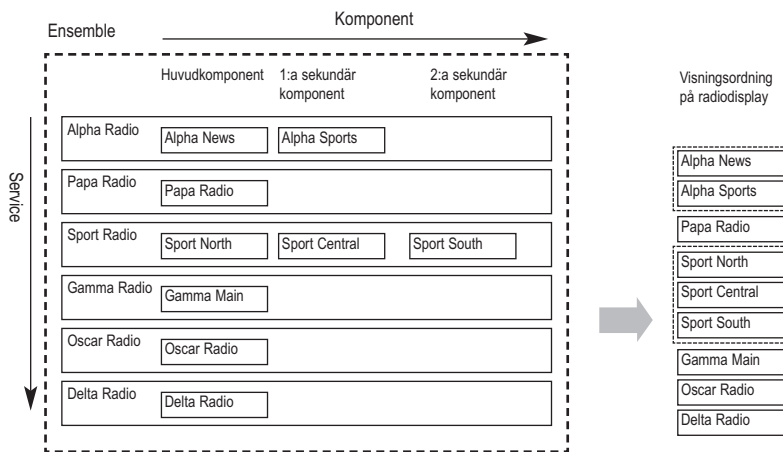 Komponent
Ensemble
Huvudkomponent
1:a sekundär
komponent
2:a sekundär
komponent
Service
Alpha Radio
Alpha News
Alpha Sports
Papa Radio
Papa Radio
Sport Radio
Sport North
Sport Central
Sport South
Gamma Radio
Gamma Main
Oscar Radio
Oscar Radio
Delta Radio
Delta Radio
Visningsordning
på radiodisplay
Alpha News
Alpha Sports
Papa Radio
Sport North
Sport Central
Sport South
Gamma Main
Oscar Radio
Delta Radio